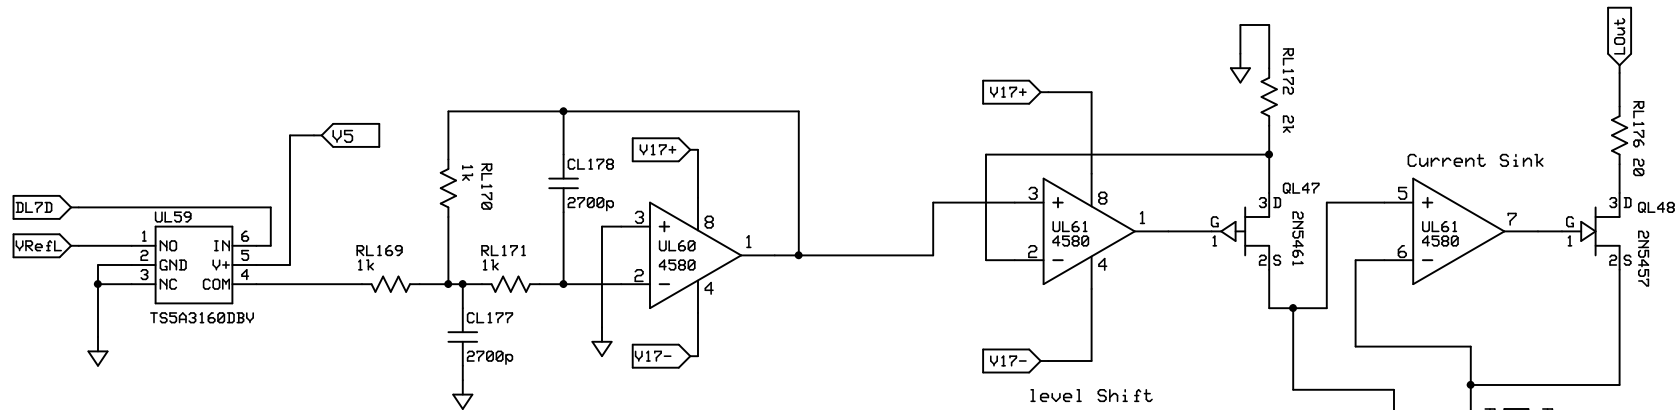 DL7D
VRefL
UL59
1 NO
2 GND
3 NC
IN 6
V+ 5
COM 4
TS5A3160DBV
V5
RL169
1k
RL170
1k
RL171
1k
CL177
2700p
CL178
2700p
V17+
V17-
3
2
8
4
1
+
-
UL60
4580
V17+
V17-
3
2
8
4
1
+
-
UL61
4580
level Shift
RL172 2k
QL47
2N5461
3 D
G
1
2 S
Current Sink
5
6
7
+
-
UL61
4580
LOut
RL176 20
QL48
2N5457
3 D
G
1
2 S